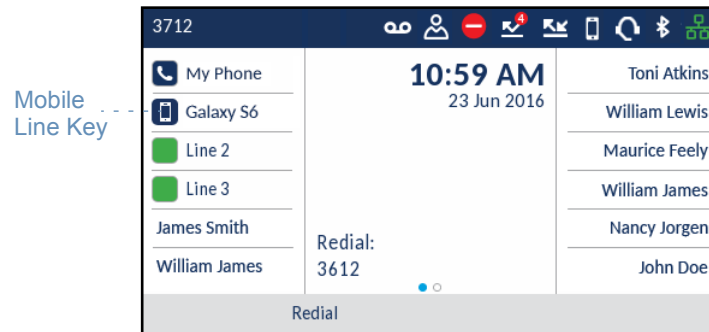 3712
4
Mobile
Line Key
My Phone
Galaxy S6
Line 2
Line 3
James Smith
William James
10:59 AM
23 Jun 2016
Redial:
3612
Toni Atkins
William Lewis
Maurice Feely
William James
Nancy Jorgen
John Doe
Redial